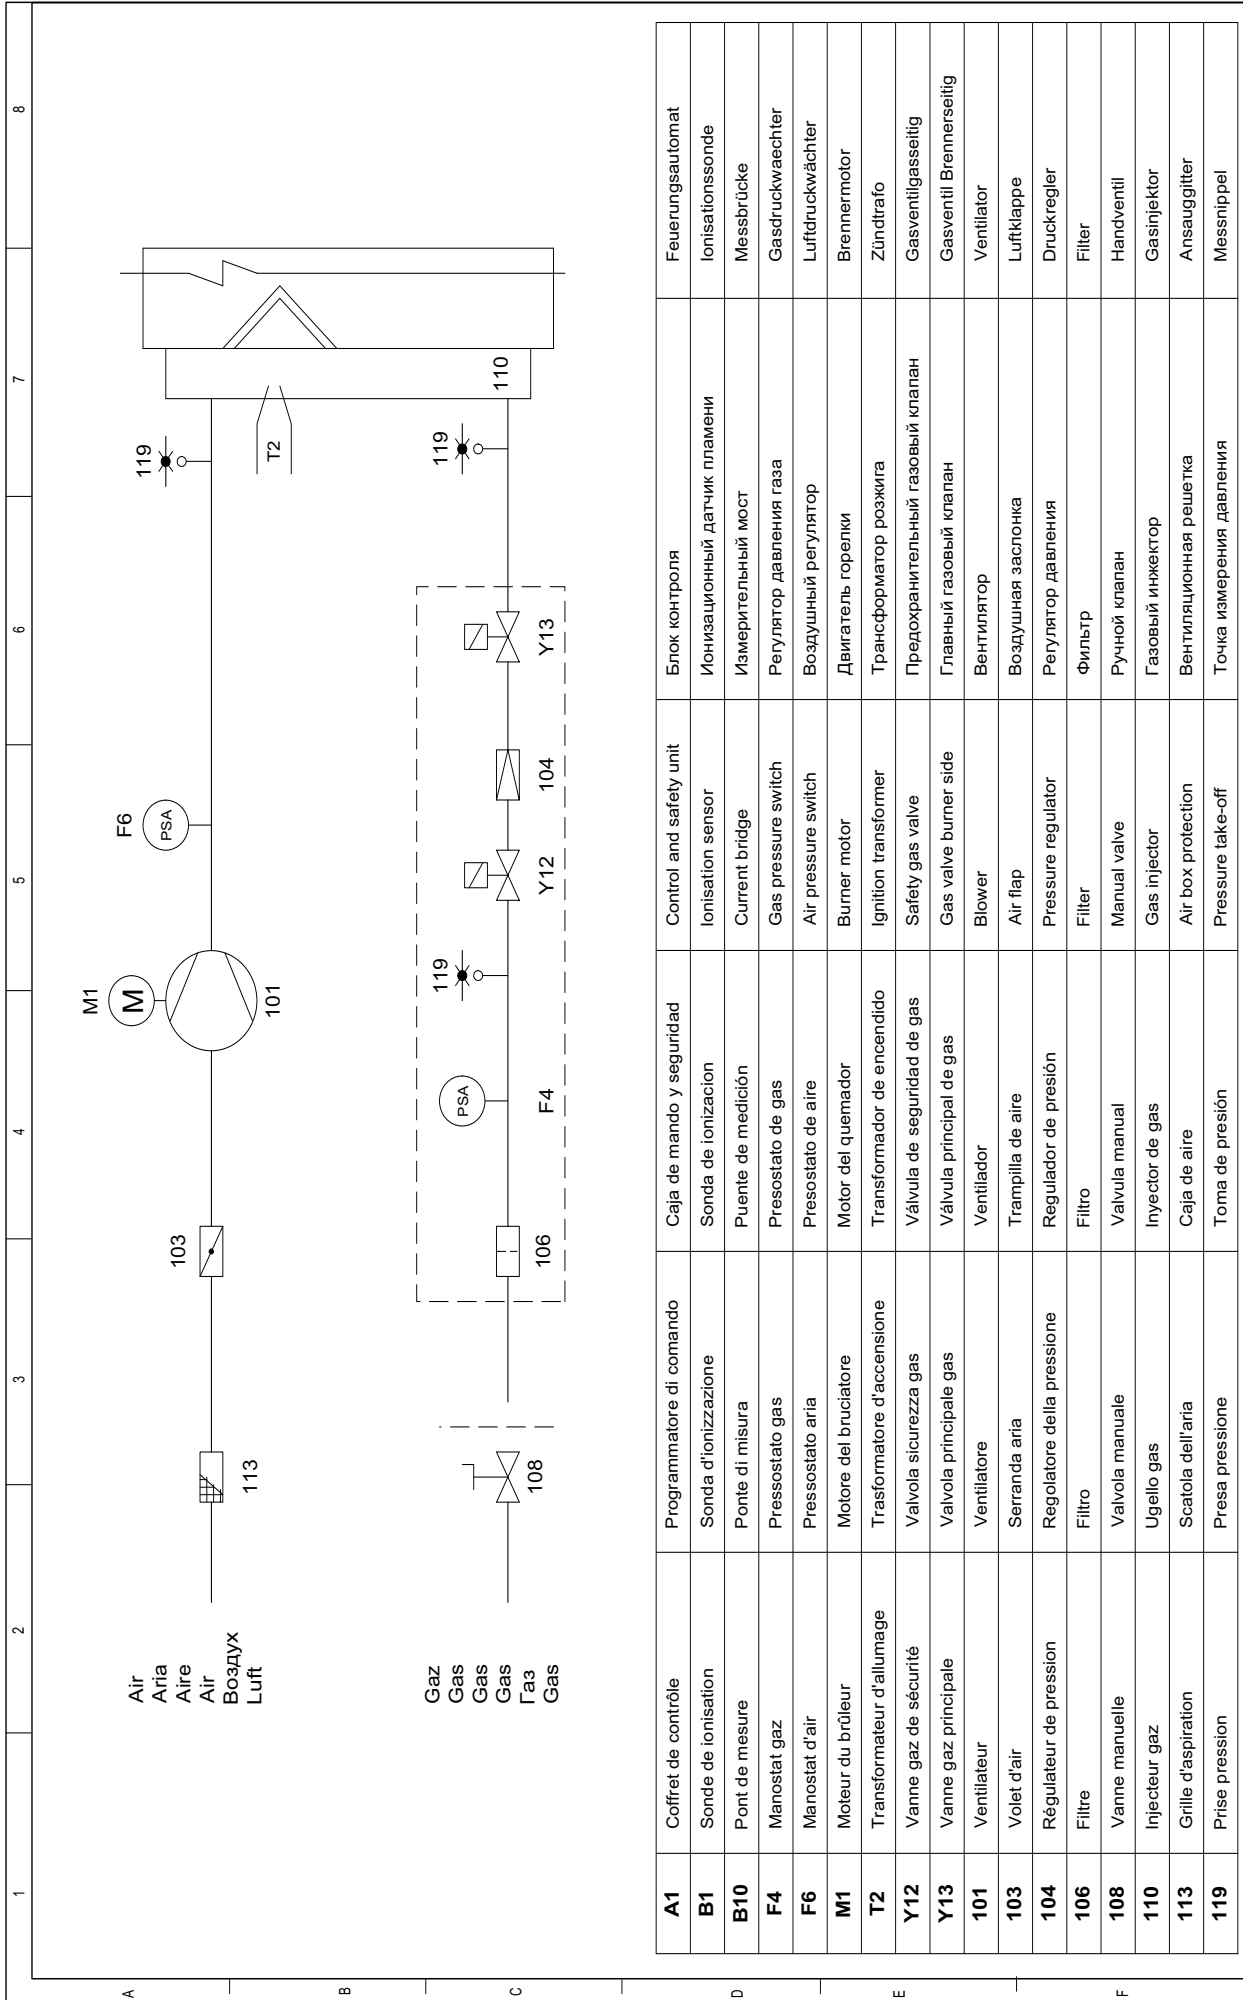 1 2 3 4 5 6 7 8
A
B
C
D
E
F
Air
Aria
Aire
Air
Воздух
Luft
113
103
M1
M
101
F6
PSA
119
T2
Gaz
Gas
Gas
Gas
Газ
Gas
108
106
PSA
F4
119
Y12
104
Y13
119
110
A1 Coffret de contrôle Programmatore di comando Caja de mando y seguridad Control and safety unit Блок контроля Feuerungsautomat
B1 Sonde de ionisation Sonda d'ionizzazione Sonda de ionizacion Ionisation sensor Ионизационный датчик пламени Ionisationssonde
B10 Pont de mesure Ponte di misura Puente de medición Current bridge Измерительный мост Messbrücke
F4 Manostat gaz Pressostato gas Presostato de gas Gas pressure switch Регулятор давления газа Gasdruckwaechter
F6 Manostat d'air Pressostato aria Presostato de aire Air pressure switch Воздушный регулятор Luftdruckwächter
M1 Moteur du brûleur Motore del bruciatore Motor del quemador Burner motor Двигатель горелки Brennermotor
T2 Transformateur d'allumage Trasformatore d'accensione Transformador de encendido Ignition transformer Трансформатор розжига Zündtrafo
Y12 Vanne gaz de sécurité Valvola sicurezza gas Válvula de seguridad de gas Safety gas valve Предохранительный газовый клапан Gasventilgasseitig
Y13 Vanne gaz principale Valvola principale gas Válvula principal de gas Gas valve burner side Главный газовый клапан Gasventil Brennerseitig
101 Ventilateur Ventilatore Ventilador Blower Вентилятор Ventilator
103 Volet d'air Serranda aria Trampilla de aire Air flap Воздушная заслонка Luftklappe
104 Régulateur de pression Regolatore della pressione Regulador de presión Pressure regulator Регулятор давления Druckregler
106 Filtre Filtro Filtro Filter Фильтр Filter
108 Vanne manuelle Valvola manuale Valvula manual Manual valve Ручной клапан Handventil
110 Injecteur gaz Ugello gas Inyector de gas Gas injector Газовый инжектор Gasinjektor
113 Grille d'aspiration Scatola dell'aria Caja de aire Air box protection Вентиляционная решетка Ansauggitter
119 Prise pression Presa pressione Toma de presión Pressure take-off Точка измерения давления Messnippel